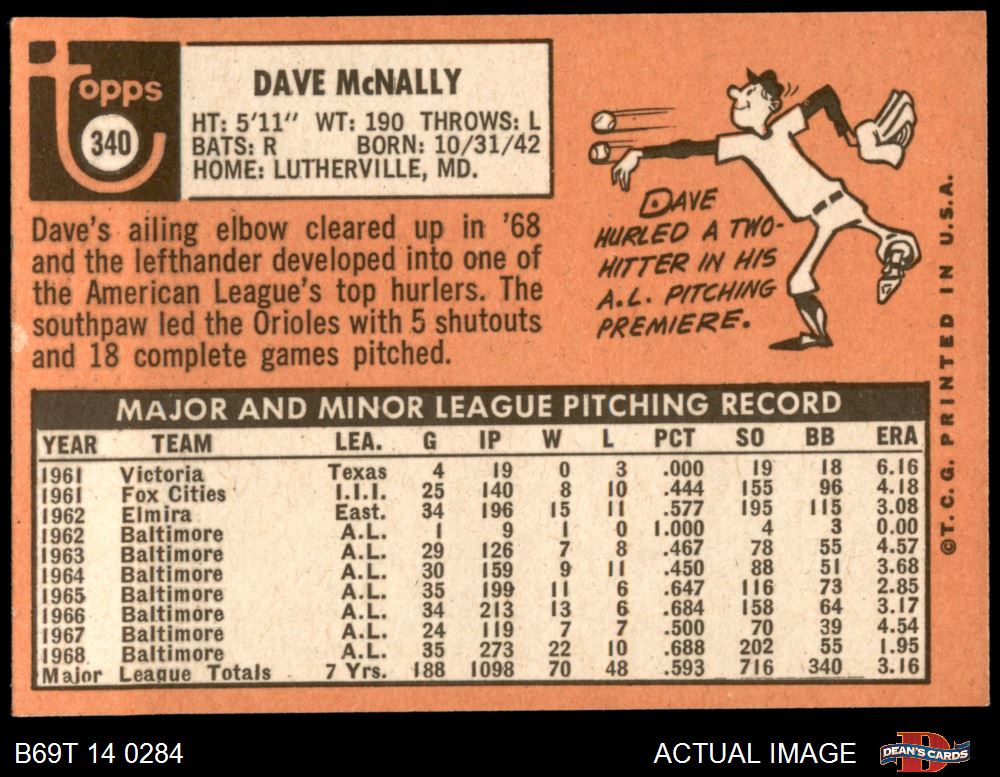 Topps
340
DAVE McNALLY
HT: 5'11" WT: 190 THROWS: L
BATS: R BORN: 10/31/42
HOME: LUTHERVILLE, MD.
Dave's ailing elbow cleared up in '68
and the lefthander developed into one of
the American League's top hurlers. The
southpaw led the Orioles with 5 shutouts
and 18 complete games pitched.
DAVE
HURLED A TWO-
HITTER IN HIS
A.L. PITCHING
PREMIERE.
MAJOR AND MINOR LEAGUE PITCHING RECORD
YEAR TEAM LEA. G IP W L PCT SO BB ERA
1961 Victoria Texas 4 19 0 3 .000 19 18 6.16
1961 Fox Cities I.I.I. 25 140 8 10 .444 155 96 4.18
1962 Elmira East. 34 196 15 11 .577 195 115 3.08
1962 Baltimore A.L. 1 9 1 0 1.000 4 3 0.00
1963 Baltimore A.L. 29 126 7 8 .467 78 55 4.57
1964 Baltimore A.L. 30 159 9 11 .450 88 51 3.68
1965 Baltimore A.L. 35 199 11 6 .647 116 73 2.85
1966 Baltimore A.L. 34 213 13 6 .684 158 64 3.17
1967 Baltimore A.L. 24 119 7 7 .500 70 39 4.54
1968 Baltimore A.L. 35 273 22 10 .688 202 55 1.95
Major League Totals 7 Yrs. 188 1098 70 48 .593 716 340 3.16
©T.C.G. PRINTED IN U.S.A.
B69T 14 0284
ACTUAL IMAGE
DEAN'S CARDS